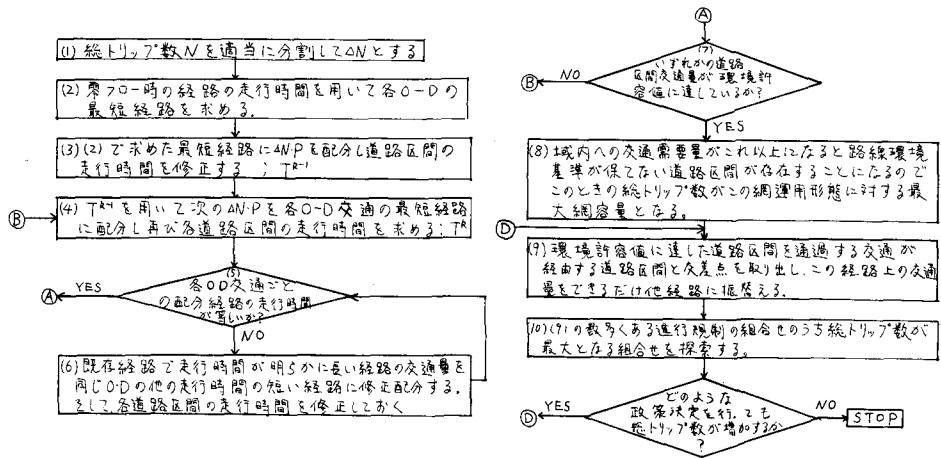 (1) 総トリップ数Nを適当に分割してΔNとする
(2) 零フロー時の経路の走行時間を用いて各O-Dの
最短経路を求める.
(3)(2)で求めた最短経路にΔN·Pを配分し道路区間の
走行時間を修正する ; Tᴷ⁻¹
Ⓑ
(4) Tᴷ⁻¹を用いて次のΔN·Pを各O-D交通の最短経路
に配分し再び各道路区間の走行時間を求める; Tᴷ
(5)
各OD交通ごと
の配分経路の走行時間
が等しいか?
Ⓐ
YES
NO
(6) 既存経路で走行時間が明らかに長い経路の交通量を
同じO-Dの他の走行時間の短い経路に修正配分する.
そして各道路区間の走行時間を修正しておく
Ⓐ
(7)
いずれかの道路
区間交通量が環境許
容値に達しているか?
Ⓑ
NO
YES
(8) 域内への交通需要量がこれ以上になると路線環境
基準が保てない道路区間が存在することになるので
このときの総トリップ数がこの網運用形態に対する最
大網容量となる。
Ⓓ
(9) 環境許容値に達した道路区間を通過する交通が
経由する道路区間と交差点を取り出し、この経路上の交通
量をできるだけ他経路に振替える.
(10)(9)の数多くある進行規制の組合せのうち総トリップ数が
最大となる組合せを探索する。
どのような
政策決定を行っても
総トリップ数が増加するか
?
Ⓓ
YES
NO
STOP